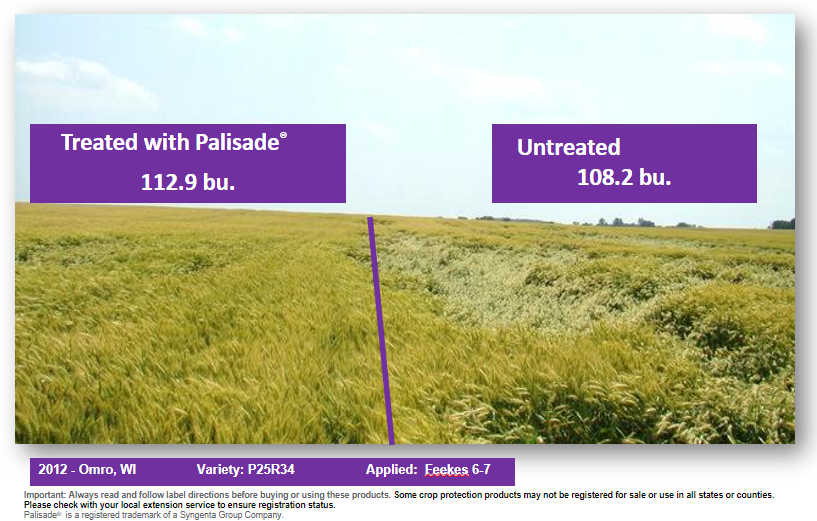 Treated with Palisade®
112.9 bu.
Untreated
108.2 bu.
2012 - Omro, WI Variety: P25R34 Applied: Feekes 6-7
Important: Always read and follow label directions before buying or using these products. Some crop protection products may not be registered for sale or use in all states or counties.
Please check with your local extension service to ensure registration status.
Palisade® is a registered trademark of a Syngenta Group Company.